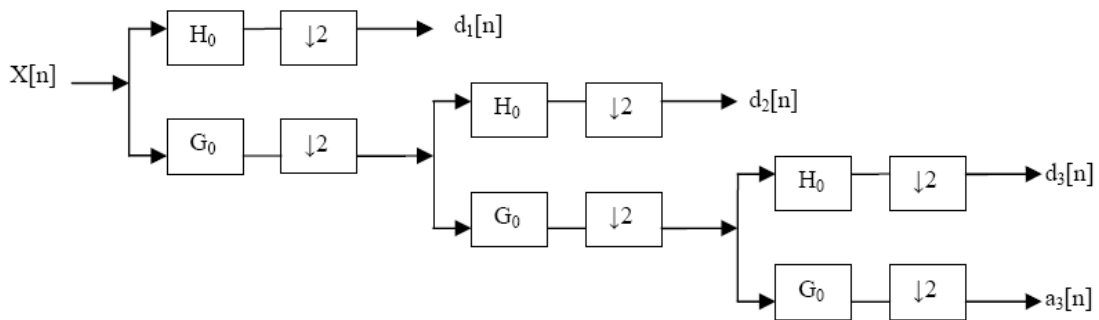 H₀ ↓2 d₁[n]
X[n]
G₀ ↓2
H₀ ↓2 d₂[n]
G₀ ↓2
H₀ ↓2 d₃[n]
G₀ ↓2 a₃[n]